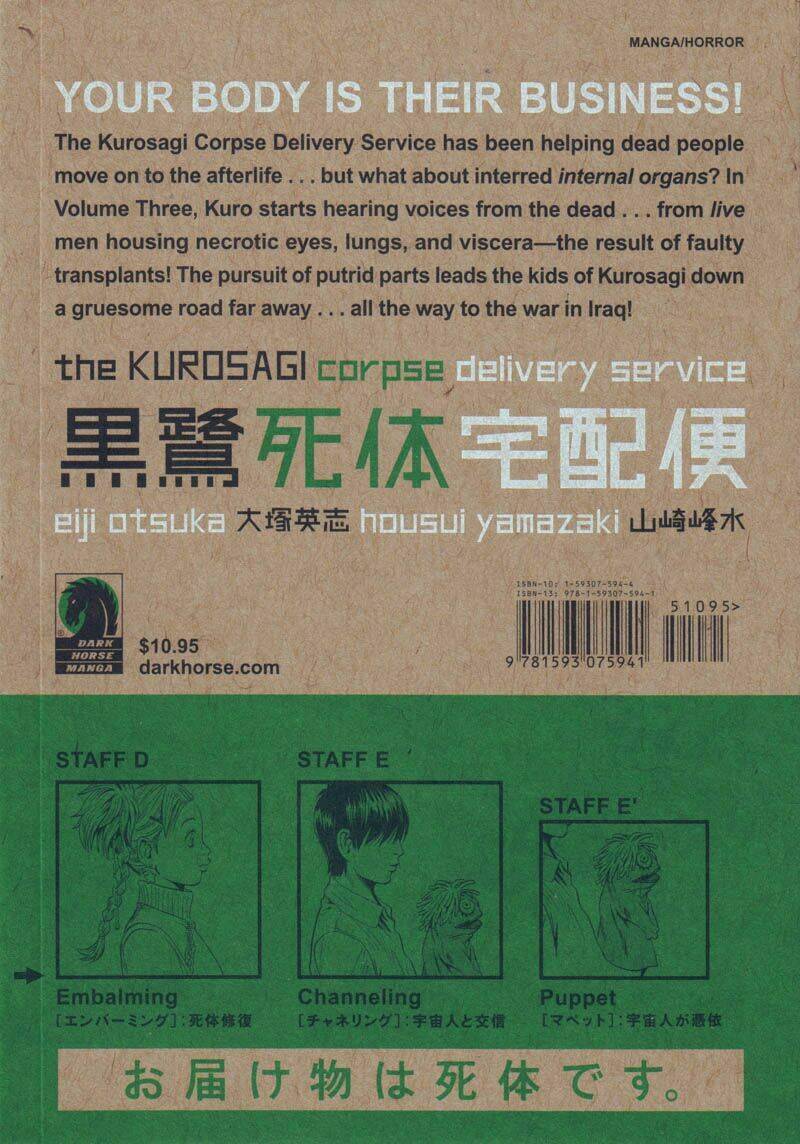 MANGA/HORROR
YOUR BODY IS THEIR BUSINESS!
The Kurosagi Corpse Delivery Service has been helping dead people
move on to the afterlife . . . but what about interred internal organs? In
Volume Three, Kuro starts hearing voices from the dead . . . from live
men housing necrotic eyes, lungs, and viscera—the result of faulty
transplants! The pursuit of putrid parts leads the kids of Kurosagi down
a gruesome road far away . . . all the way to the war in Iraq!
the KUROSAGI corpse delivery service
黒鷺死体宅配便
eiji otsuka 大塚英志 housui yamazaki 山崎峰水
ISBN-10: 1-59307-594-4
ISBN-13: 978-1-59307-594-1
51095>
9 781593 075941
® DARK
HORSE
MANGA
$10.95
darkhorse.com
STAFF D
STAFF E
STAFF E'
Embalming
[エンバーミング]:死体修復
Channeling
[チャネリング]:宇宙人と交信
Puppet
[マペット]:宇宙人が憑依
お届け物は死体です。